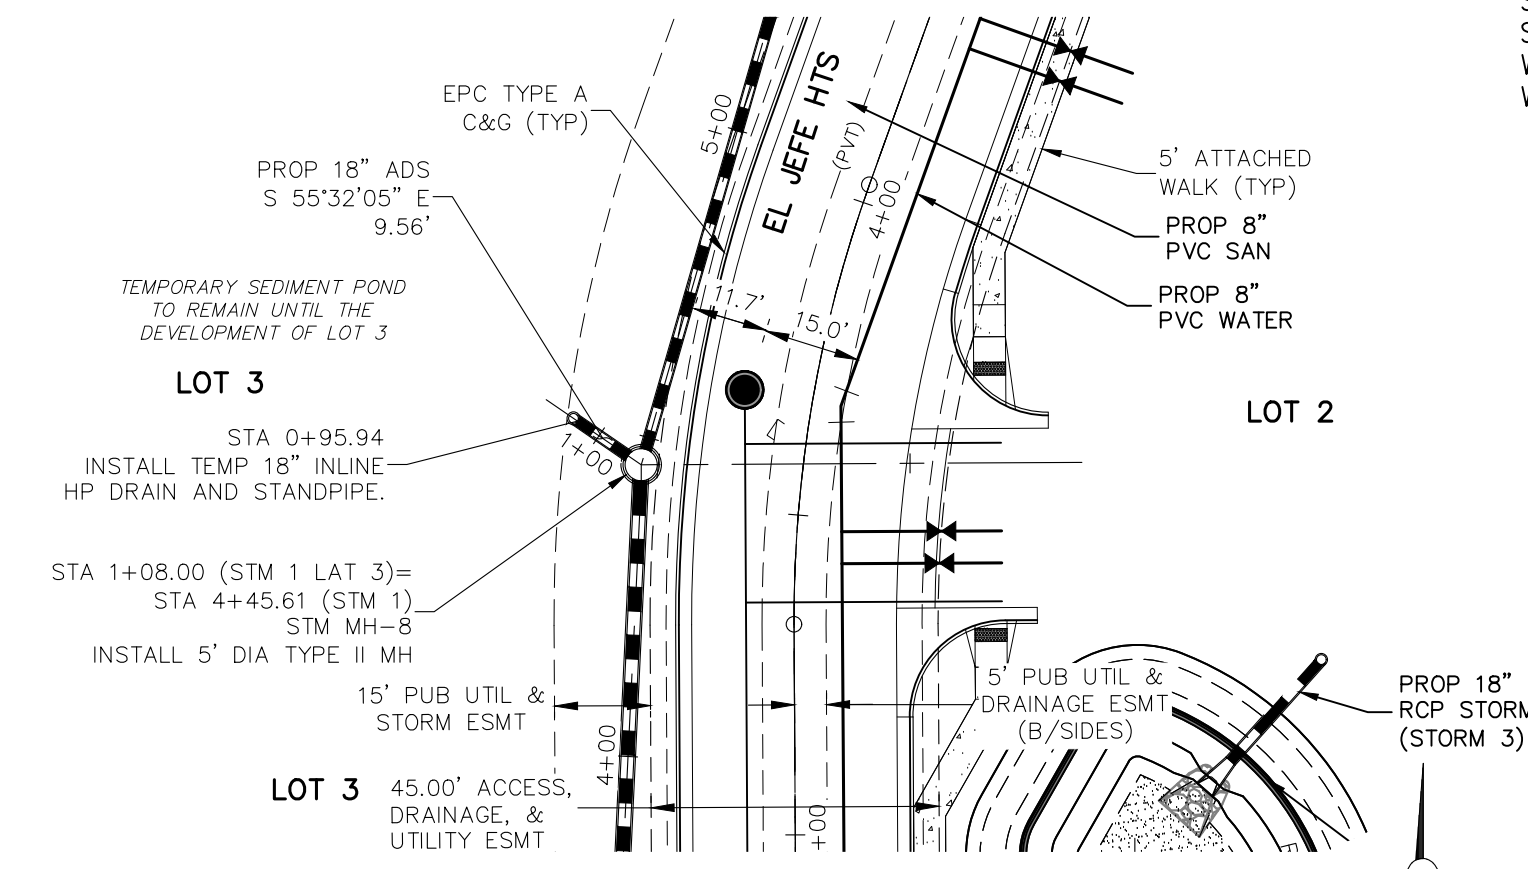 EPC TYPE A
C&G (TYP)
PROP 18" ADS
S 55°32'05" E
9.56'
TEMPORARY SEDIMENT POND
TO REMAIN UNTIL THE
DEVELOPMENT OF LOT 3
LOT 3
STA 0+95.94
INSTALL TEMP 18" INLINE
HP DRAIN AND STANDPIPE.
STA 1+08.00 (STM 1 LAT 3)=
STA 4+45.61 (STM 1)
STM MH-8
INSTALL 5' DIA TYPE II MH
15' PUB UTIL &
STORM ESMT
LOT 3
45.00' ACCESS,
DRAINAGE, &
UTILITY ESMT
5+00
EL JEFE HTS
(PVT)
4+00
11.7'
15.0'
1+00
4+00
+00
5' ATTACHED
WALK (TYP)
PROP 8"
PVC SAN
PROP 8"
PVC WATER
LOT 2
5' PUB UTIL &
DRAINAGE ESMT
(B/SIDES)
PROP 18"
RCP STORM
(STORM 3)